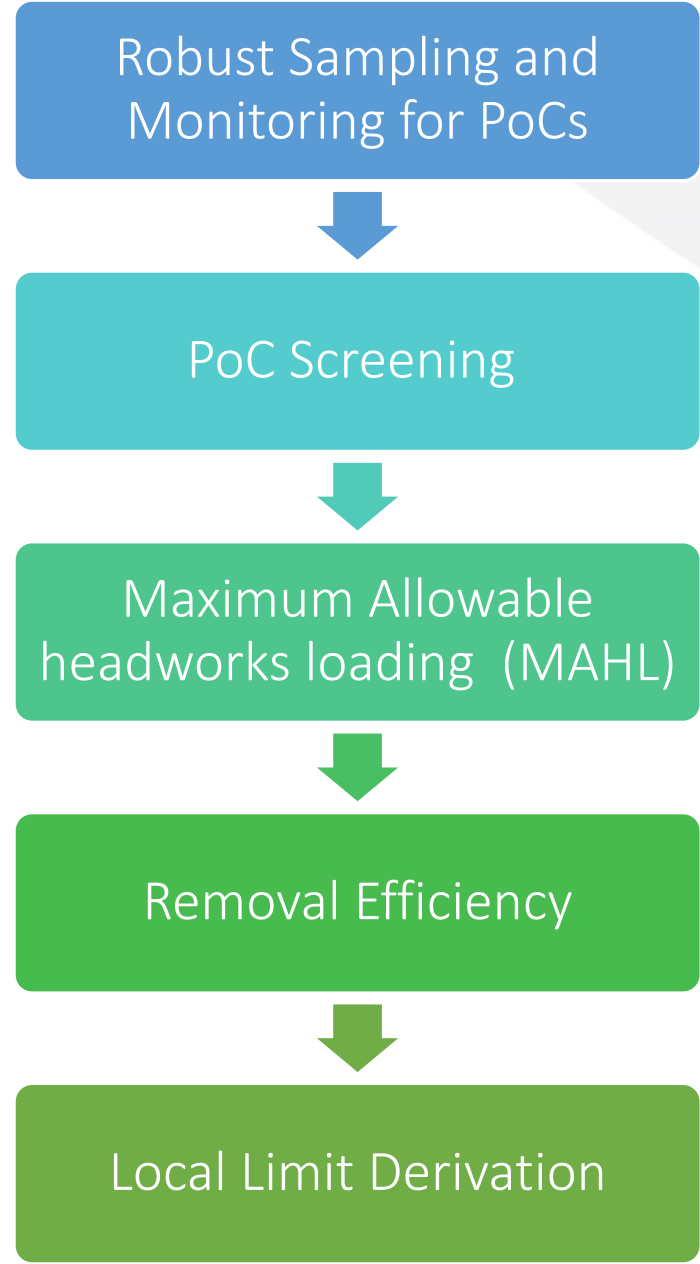 Robust Sampling and
Monitoring for PoCs
PoC Screening
Maximum Allowable
headworks loading  (MAHL)
Removal Efficiency
Local Limit Derivation